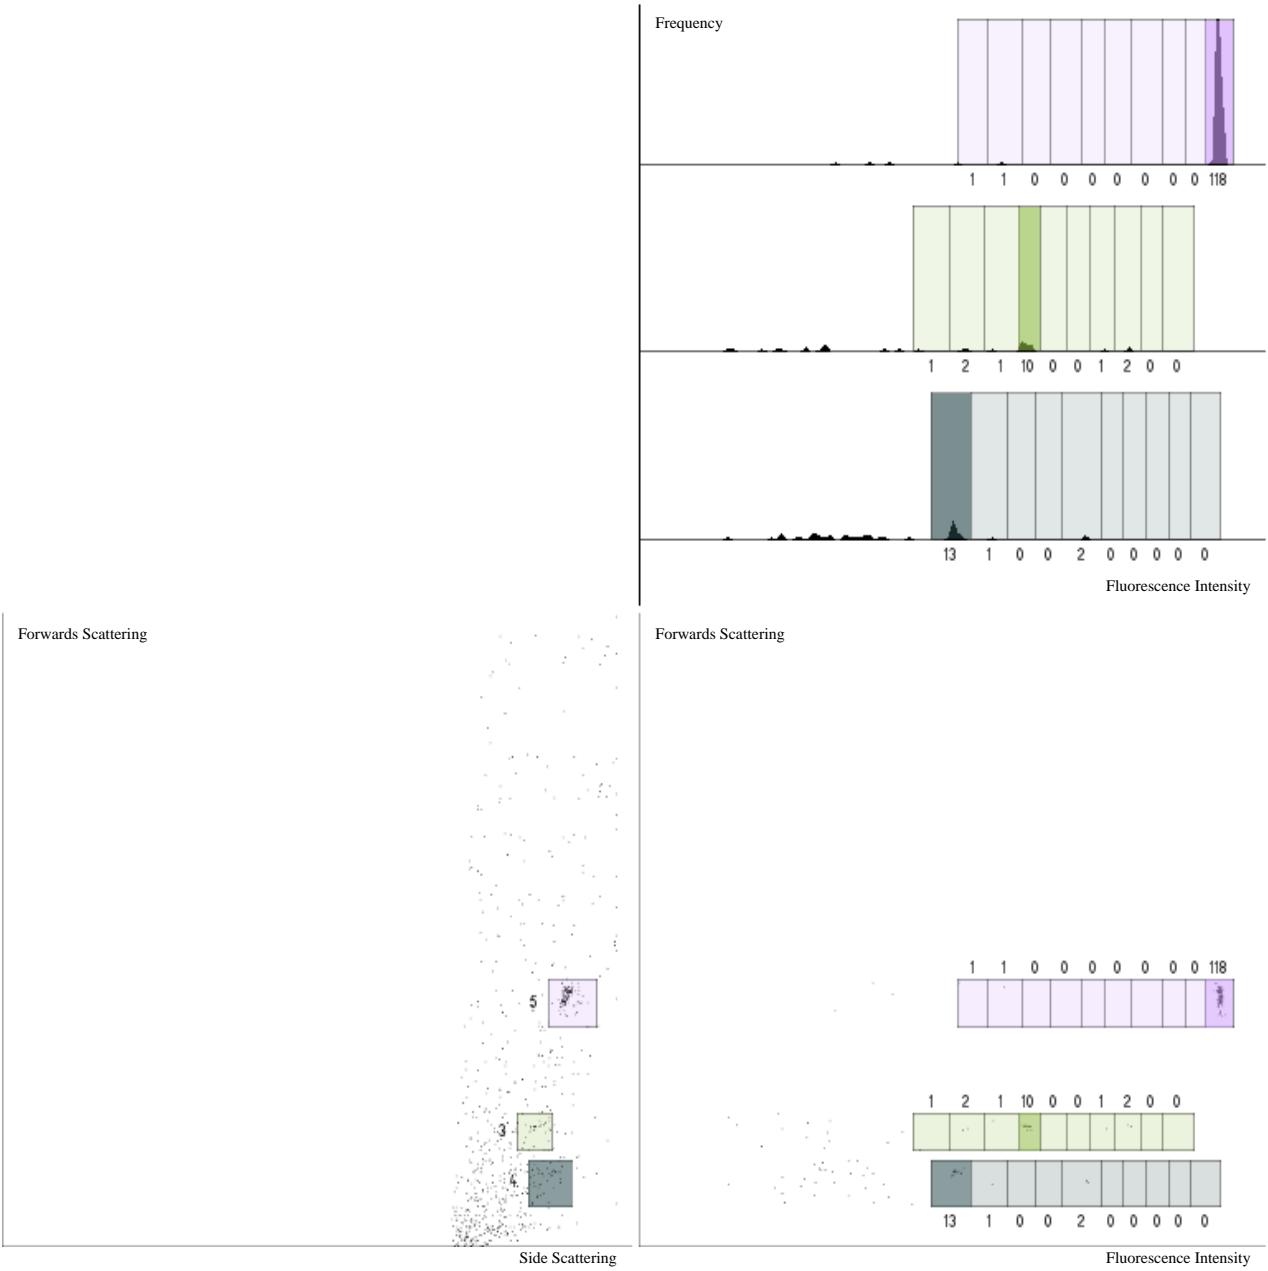 Frequency
1 1 0 0 0 0 0 0 0 118
1 2 1 10 0 0 1 2 0 0
13 1 0 0 2 0 0 0 0 0
Fluorescence Intensity
Forwards Scattering
5
3
4
Side Scattering
Forwards Scattering
1 1 0 0 0 0 0 0 0 118
1 2 1 10 0 0 1 2 0 0
13 1 0 0 2 0 0 0 0 0
Fluorescence Intensity